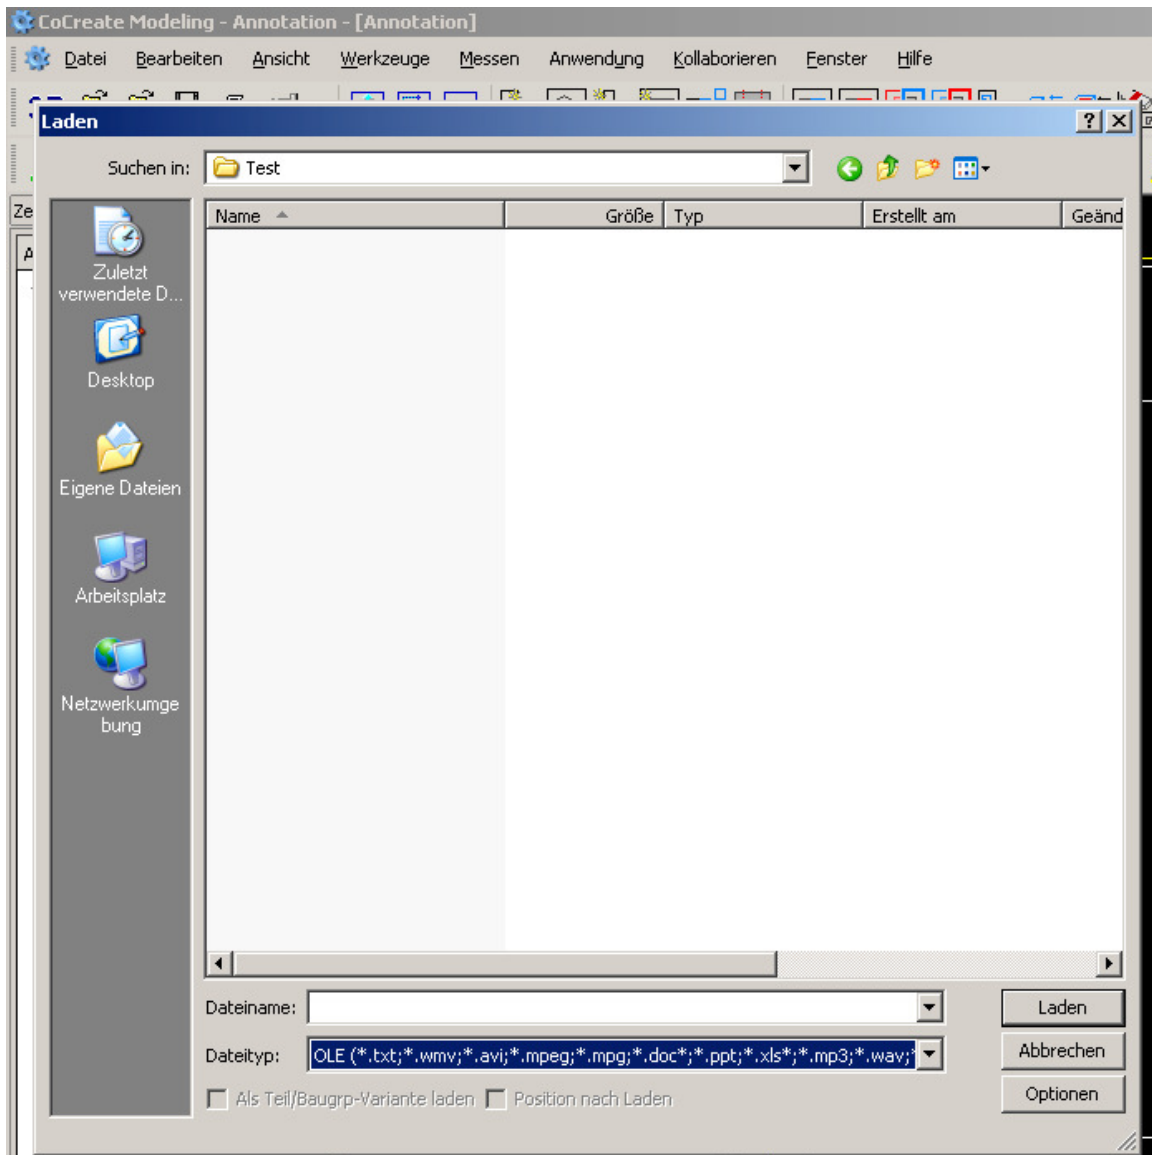 CoCreate Modeling - Annotation - [Annotation]
Datei Bearbeiten Ansicht Werkzeuge Messen Anwendung Kollaborieren Fenster Hilfe
Laden
Suchen in: Test
Ze
Name Größe Typ Erstellt am Geänd
A
Zuletzt
verwendete D...
Desktop
Eigene Dateien
Arbeitsplatz
Netzwerkumge
bung
Dateiname: Laden
Dateityp: OLE (*.txt;*.wmv;*.avi;*.mpeg;*.mpg;*.doc*;*.ppt;*.xls*;*.mp3;*.wav;* Abbrechen
Als Teil/Baugrp-Variante laden Position nach Laden Optionen